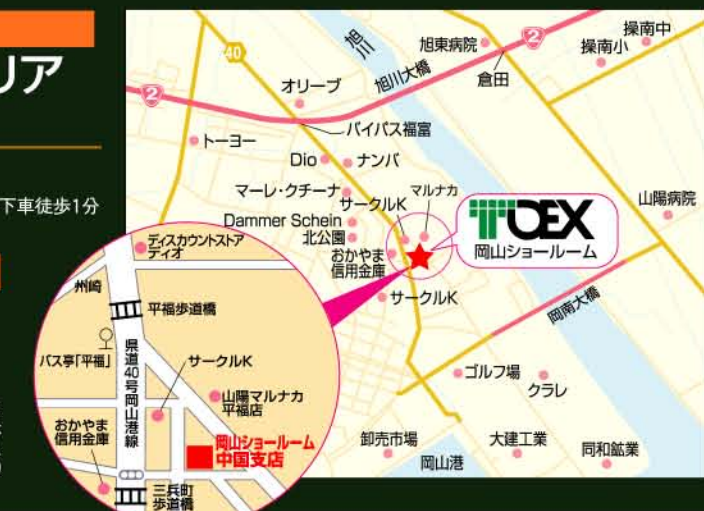 リア
下車徒歩1分
40
旭川
旭東病院
2
操南中
操南小
倉田
旭川大橋
オリーブ
2
バイパス福富
トーヨー
Dio
ナンバ
マーレ・クチーナ
サークルK
マルナカ
Dammer Schein
北公園
おかやま
信用金庫
TOEX
岡山ショールーム
山陽病院
サークルK
岡南大橋
ゴルフ場
クラレ
卸売市場
大建工業
同和鉱業
岡山港
ディスカウントストア
ディオ
州崎
平福歩道橋
バス亭「平福」
県道40号岡山港線
サークルK
山陽マルナカ
平福店
おかやま
信用金庫
岡山ショールーム
中国支店
三兵町
歩道橋